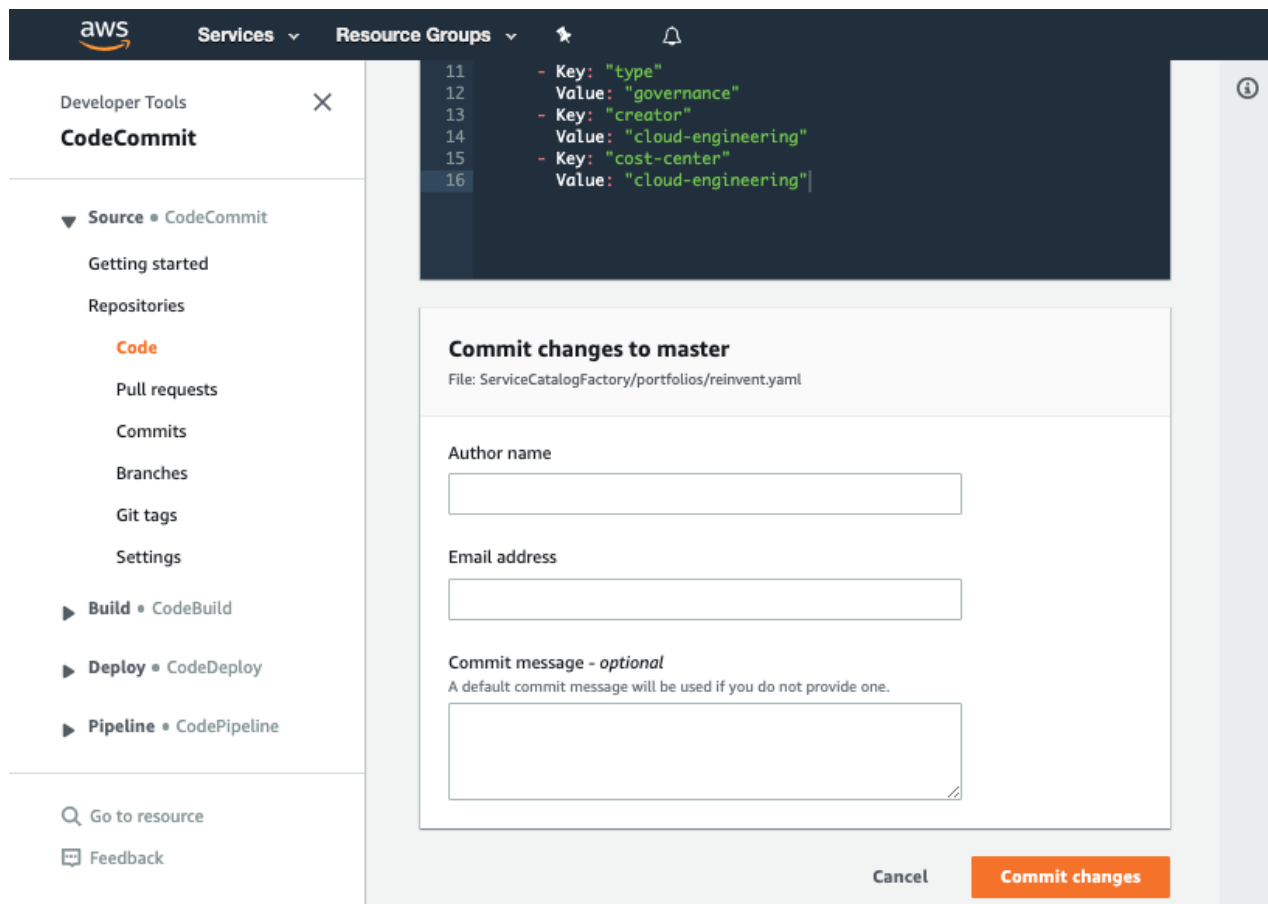 aws Services Resource Groups
Developer Tools
CodeCommit
Source • CodeCommit
Getting started
Repositories
Code
Pull requests
Commits
Branches
Git tags
Settings
Build • CodeBuild
Deploy • CodeDeploy
Pipeline • CodePipeline
Go to resource
Feedback
11 - Key: "type"
12 Value: "governance"
13 - Key: "creator"
14 Value: "cloud-engineering"
15 - Key: "cost-center"
16 Value: "cloud-engineering"
Commit changes to master
File: ServiceCatalogFactory/portfolios/reinvent.yaml
Author name
Email address
Commit message - optional
A default commit message will be used if you do not provide one.
Cancel Commit changes